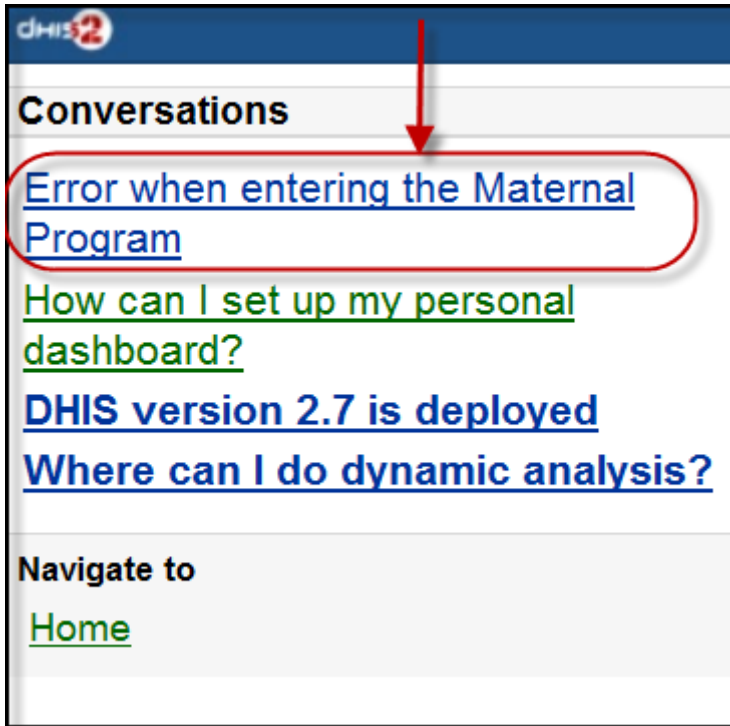 dHIS2
Conversations
Error when entering the Maternal
Program
How can I set up my personal
dashboard?
DHIS version 2.7 is deployed
Where can I do dynamic analysis?
Navigate to
Home